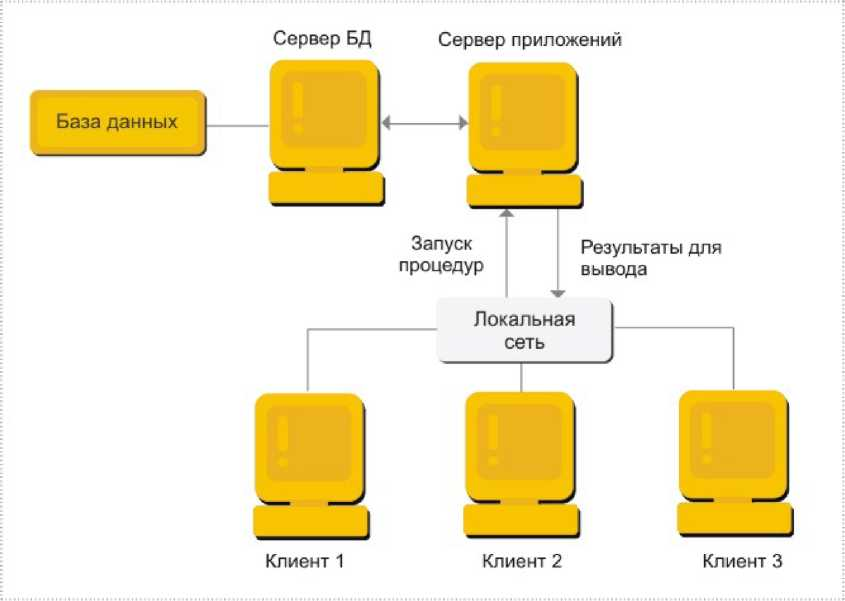 Сервер БД
Сервер приложений
База данных
Запуск
процедур
Результаты для
вывода
Локальная
сеть
Клиент 1
Клиент 2
Клиент 3